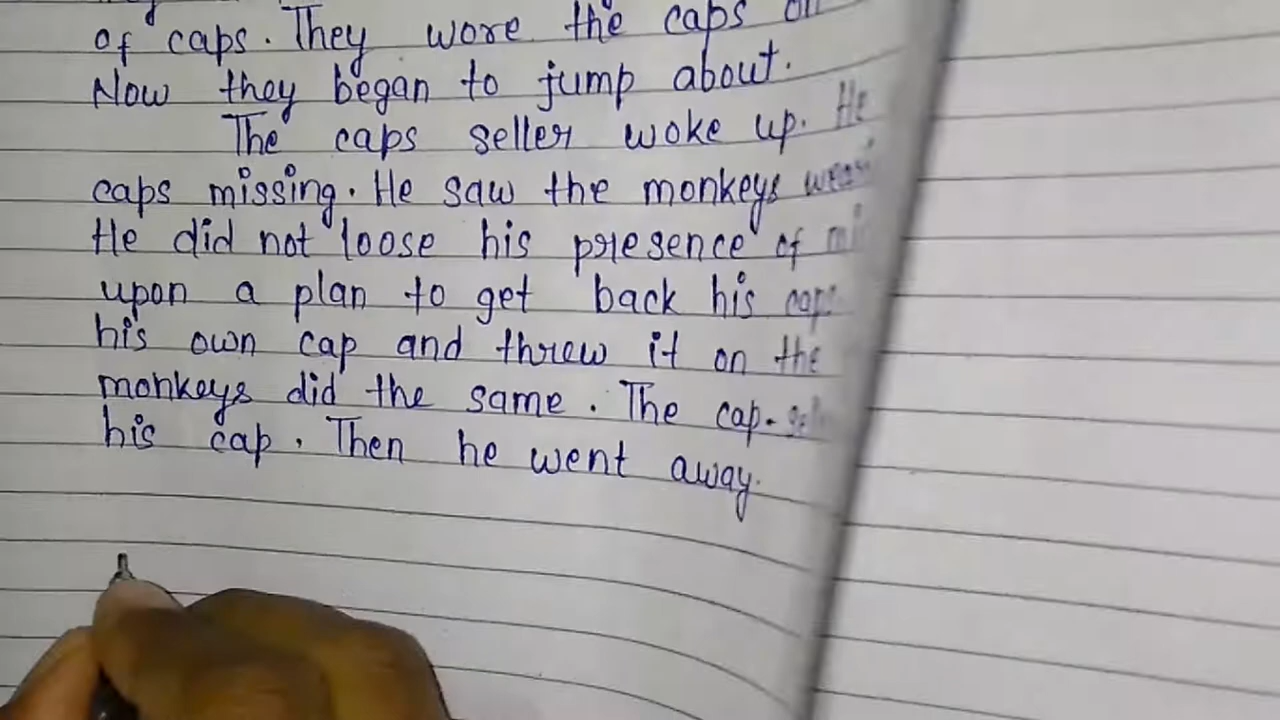 of caps. They wore the caps on
Now they began to jump about.
The caps seller woke up. He
caps missing. He saw the monkeys
He did not loose his presence of
upon a plan to get back his
his own cap and threw it on the
monkeys did the same. The cap-
his cap. Then he went away.